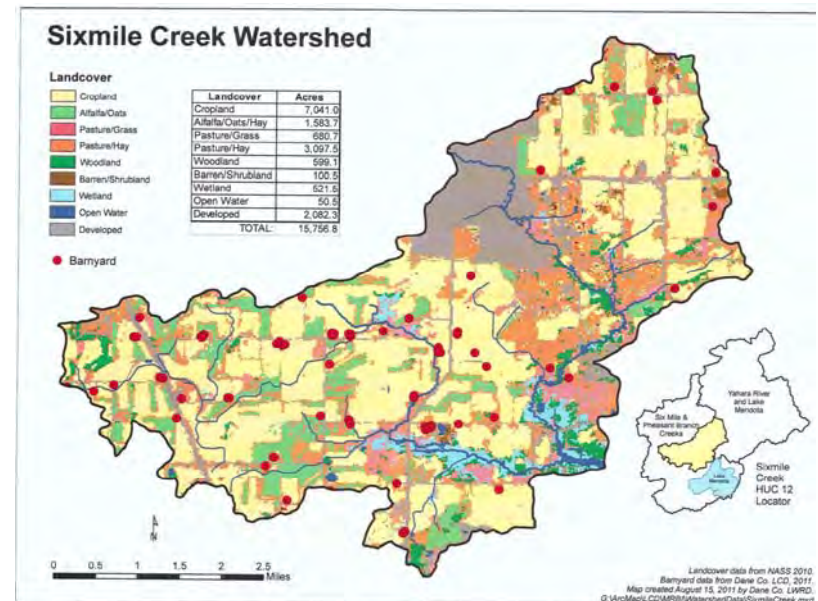 Sixmile Creek Watershed
Landcover
Cropland
Alfalfa/Oats
Pasture/Grass
Pasture/Hay
Woodland
Barren/Shrubland
Wetland
Open Water
Developed
Barnyard
Landcover Acres
Cropland 7,041.0
Alfalfa/Oats/Hay 1,583.7
Pasture/Grass 680.7
Pasture/Hay 3,097.5
Woodland 599.1
Barren/Shrubland 100.5
Wetland 521.5
Open Water 50.5
Developed 2,082.3
TOTAL: 15,756.8
Yahara River
and Lake
Mendota
Six Mile &
Pheasant Branch
Creeks
Lake
Mendota
Sixmile
Creek
HUC 12
Locator
N
0 0.5 1 1.5 2 2.5
Miles
Landcover data from NASS 2010.
Barnyard data from Dane Co. LCD, 2011.
Map created August 15, 2011 by Dane Co. LWRD.